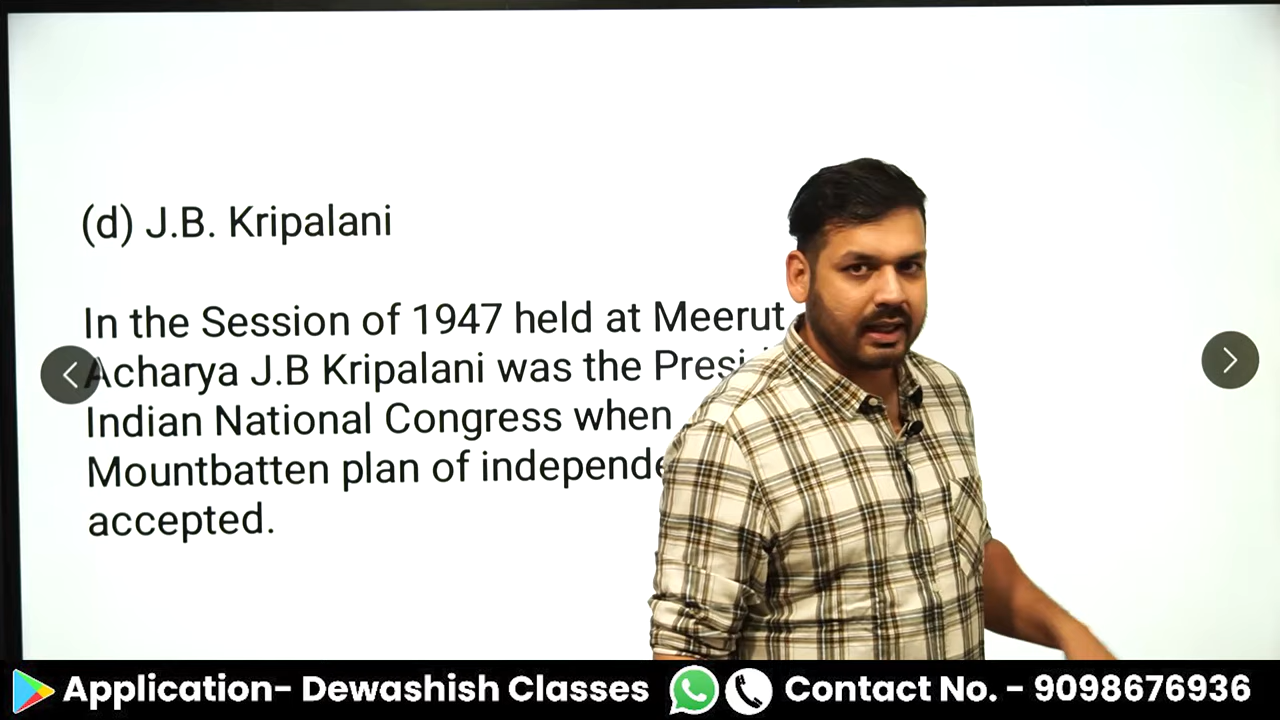 (d) J.B. Kripalani
In the Session of 1947 held at Meerut
Acharya J.B Kripalani was the
Indian National Congress when
Mountbatten plan of
accepted.
Application- Dewashish Classes Contact No. - 9098676936